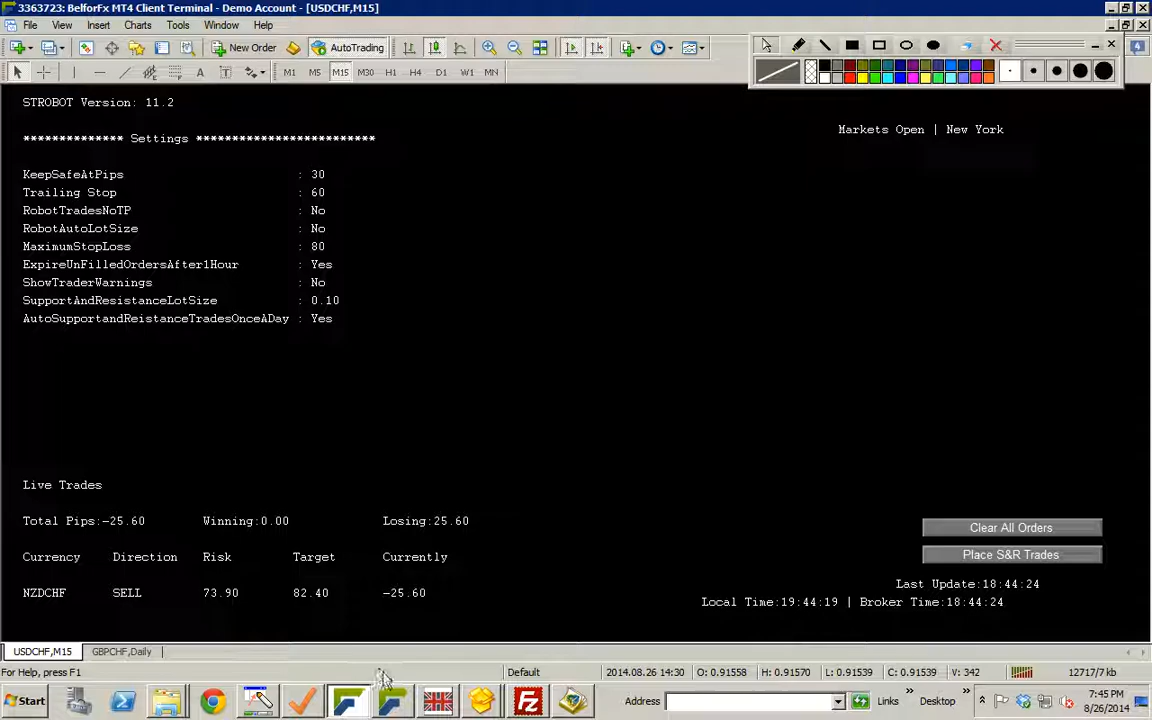 3363723: BelforFx MT4 Client Terminal - Demo Account - [USDCHF,M15]
File View Insert Charts Tools Window Help
New Order AutoTrading
M1 M5 M15 M30 H1 H4 D1 W1 MN
STROBOT Version: 11.2
Markets Open | New York
************** Settings *************************
KeepSafeAtPips : 30
Trailing Stop : 60
RobotTradesNoTP : No
RobotAutoLotSize : No
MaximumStopLoss : 80
ExpireUnFilledOrdersAfter1Hour : Yes
ShowTraderWarnings : No
SupportAndResistanceLotSize : 0.10
AutoSupportandReistanceTradesOnceADay : Yes
Live Trades
Total Pips:-25.60 Winning:0.00 Losing:25.60
Clear All Orders
Currency Direction Risk Target Currently
Place S&R Trades
Last Update:18:44:24
NZDCHF SELL 73.90 82.40 -25.60
Local Time:19:44:19 | Broker Time:18:44:24
USDCHF,M15 GBPCHF,Daily
For Help, press F1 Default 2014.08.26 14:30 O: 0.91558 H: 0.91570 L: 0.91539 C: 0.91539 V: 342 12717/7 kb
Start Address Links Desktop 7:45 PM
8/26/2014